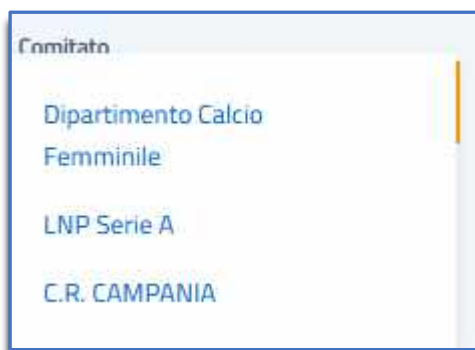 Comitato
Dipartimento Calcio
Femminile
LNP Serie A
C.R. CAMPANIA